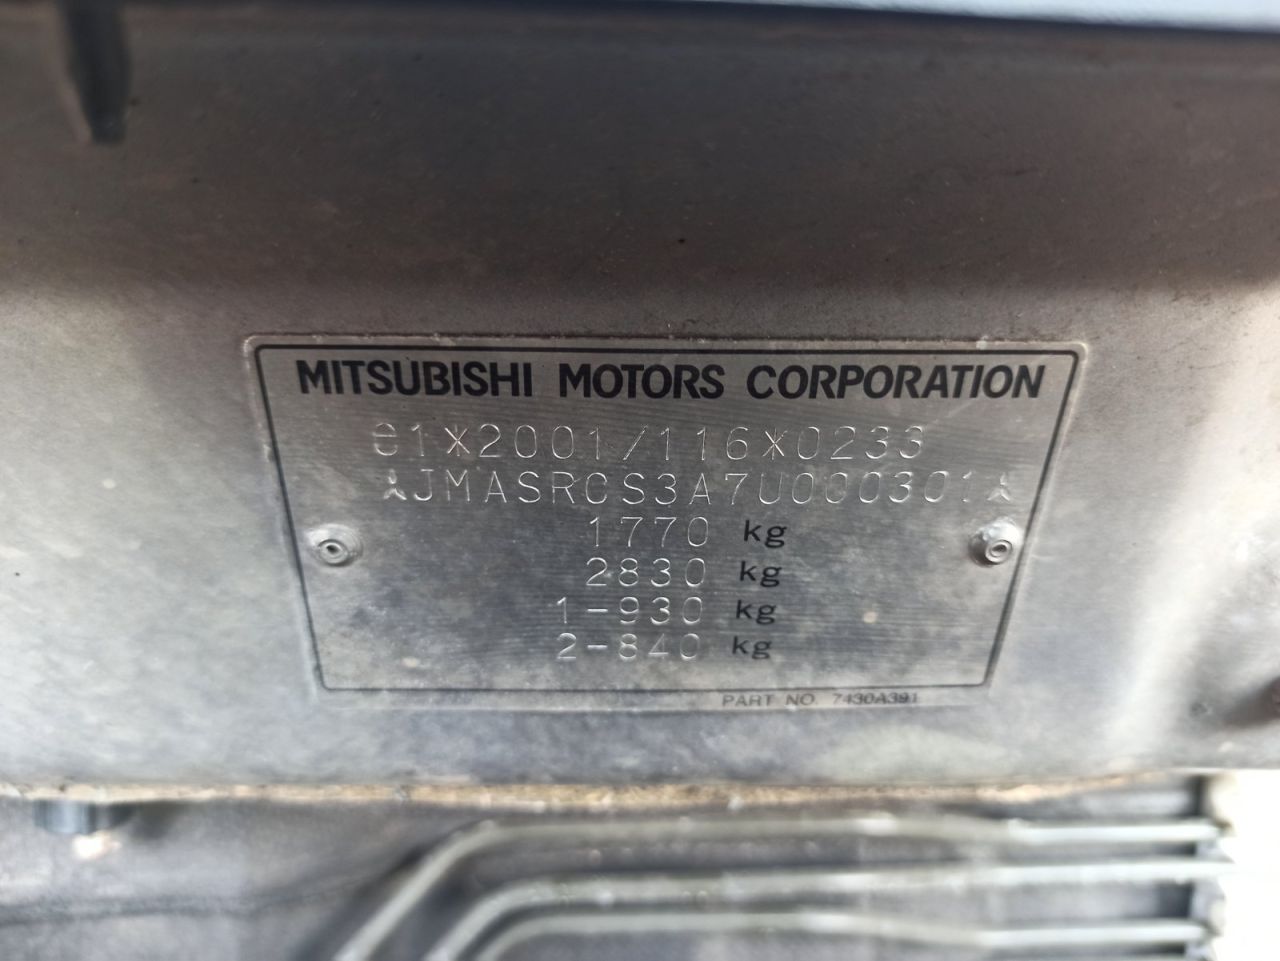 MITSUBISHI MOTORS CORPORATION
e1*2001/116*0233
*JMASRCS3A7U000301*
1770 kg
2830 kg
1-930 kg
2-840 kg
PART NO. 7430A391